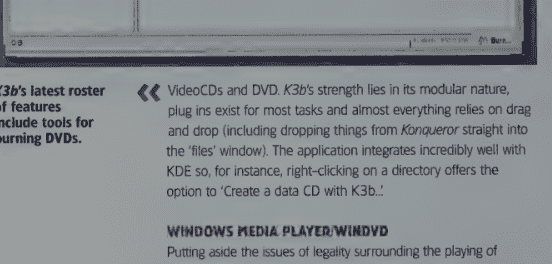 Burn...
K3b's latest roster
of features
include tools for
burning DVDs.
VideoCDs and DVD. K3b's strength lies in its modular nature,
plug ins exist for most tasks and almost everything relies on drag
and drop (including dropping things from Konqueror straight into
the 'files' window). The application integrates incredibly well with
KDE so, for instance, right-clicking on a directory offers the
option to 'Create a data CD with K3b...'
WINDOWS MEDIA PLAYER/WINDVD
Putting aside the issues of legality surrounding the playing of